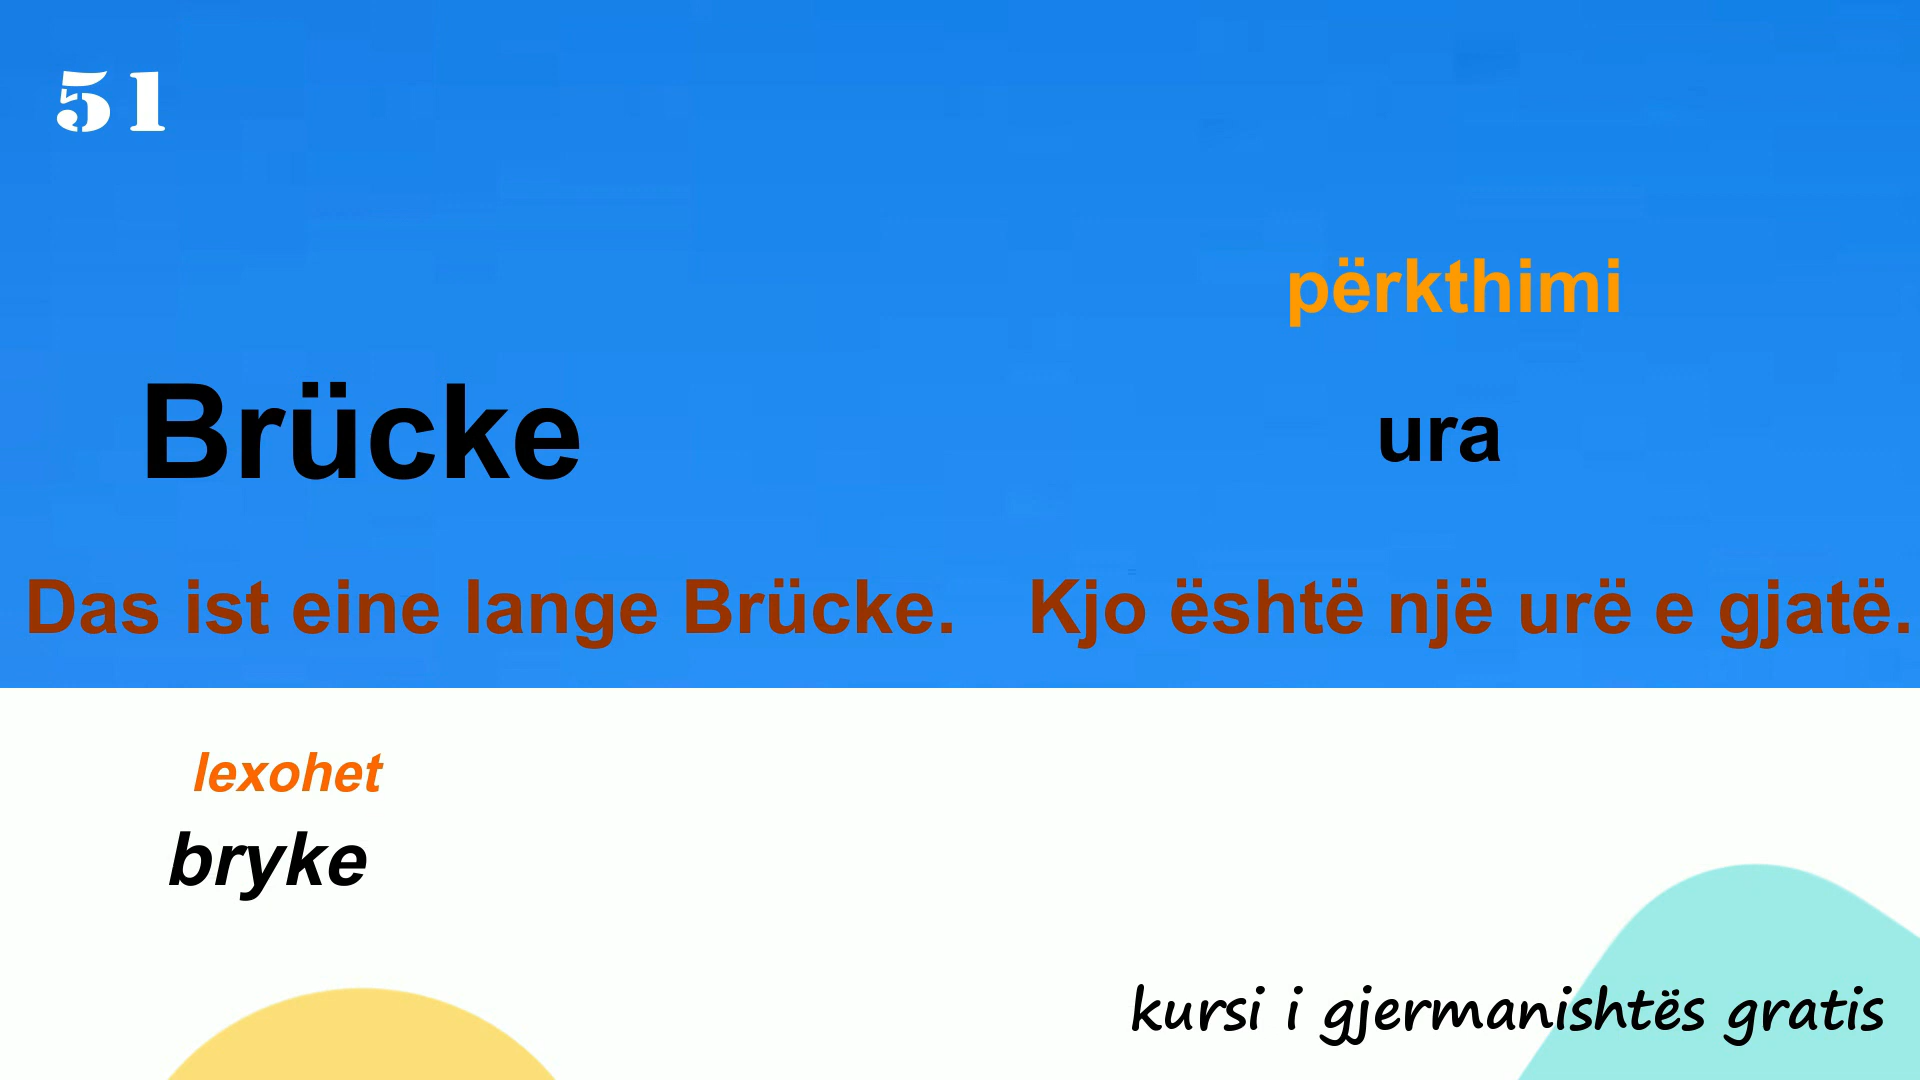 51
përkthimi
Brücke
ura
Das ist eine lange Brücke.
Kjo është një urë e gjatë.
lexohet
bryke
kursi i gjermanishtës gratis